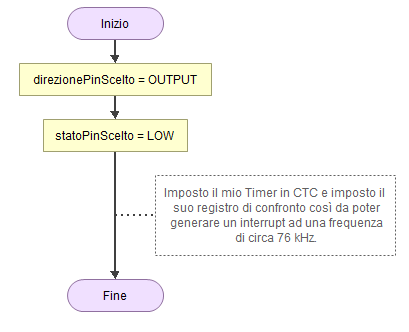 Inizio
direzionePinScelto = OUTPUT
statoPinScelto = LOW
Imposto il mio Timer in CTC e imposto il
suo registro di confronto così da poter
generare un interrupt ad una frequenza
di circa 76 kHz.
Fine